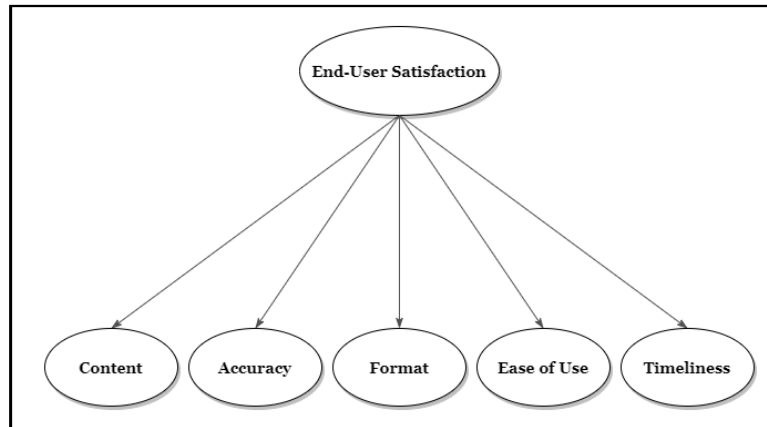 End-User Satisfaction
Content
Accuracy
Format
Ease of Use
Timeliness